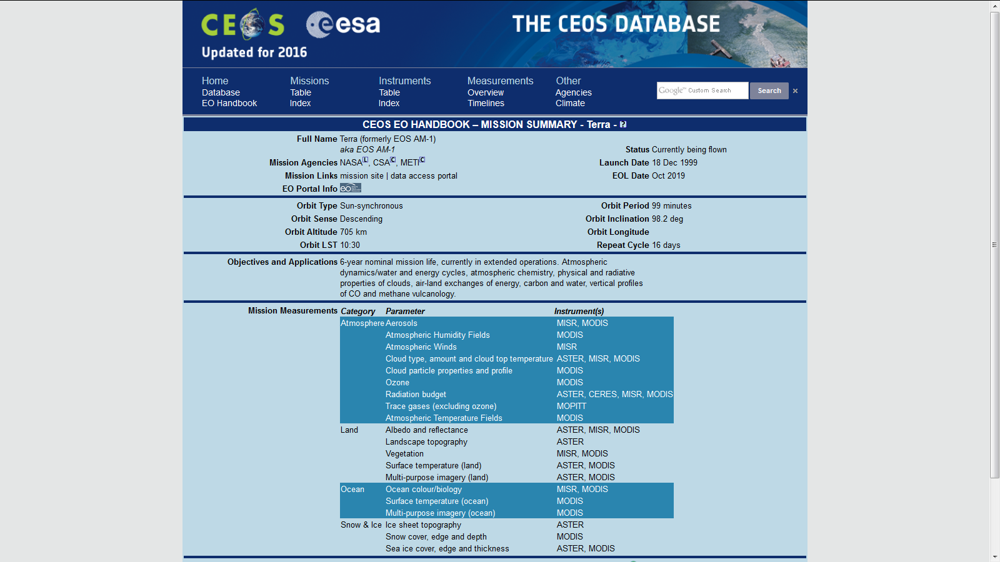 CEOS esa THE CEOS DATABASE
Updated for 2016
Home Missions Instruments Measurements Other
Database Table Table Overview Agencies
EO Handbook Index Index Timelines Climate
Google™ Custom Search Search ×
CEOS EO HANDBOOK – MISSION SUMMARY - Terra -
Full Name Terra (formerly EOS AM-1)
aka EOS AM-1 Status Currently being flown
Mission Agencies NASA L, CSA C, METI C Launch Date 18 Dec 1999
Mission Links mission site | data access portal EOL Date Oct 2019
EO Portal Info eo
Orbit Type Sun-synchronous Orbit Period 99 minutes
Orbit Sense Descending Orbit Inclination 98.2 deg
Orbit Altitude 705 km Orbit Longitude
Orbit LST 10:30 Repeat Cycle 16 days
Objectives and Applications 6-year nominal mission life, currently in extended operations. Atmospheric
dynamics/water and energy cycles, atmospheric chemistry, physical and radiative
properties of clouds, air-land exchanges of energy, carbon and water, vertical profiles
of CO and methane vulcanology.
Mission Measurements Category Parameter Instrument(s)
Atmosphere Aerosols MISR, MODIS
Atmospheric Humidity Fields MODIS
Atmospheric Winds MISR
Cloud type, amount and cloud top temperature ASTER, MISR, MODIS
Cloud particle properties and profile MODIS
Ozone MODIS
Radiation budget ASTER, CERES, MISR, MODIS
Trace gases (excluding ozone) MOPITT
Atmospheric Temperature Fields MODIS
Land Albedo and reflectance ASTER, MISR, MODIS
Landscape topography ASTER
Vegetation MISR, MODIS
Surface temperature (land) ASTER, MODIS
Multi-purpose imagery (land) ASTER, MODIS
Ocean Ocean colour/biology MISR, MODIS
Surface temperature (ocean) MODIS
Multi-purpose imagery (ocean) MODIS
Snow & Ice Ice sheet topography ASTER
Snow cover, edge and depth MODIS
Sea ice cover, edge and thickness ASTER, MODIS